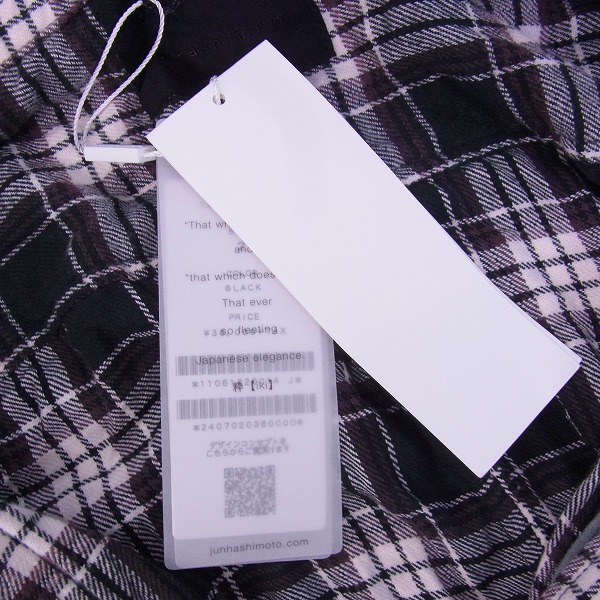 "That wh
and
COLOR
"that which does
BLACK
That ever
PRICE
so fleeting
Japanese elegance.
粋【iki】
*2407020360000*
デザインコンセプトを
こちらからご覧頂けます
junhashimoto.com